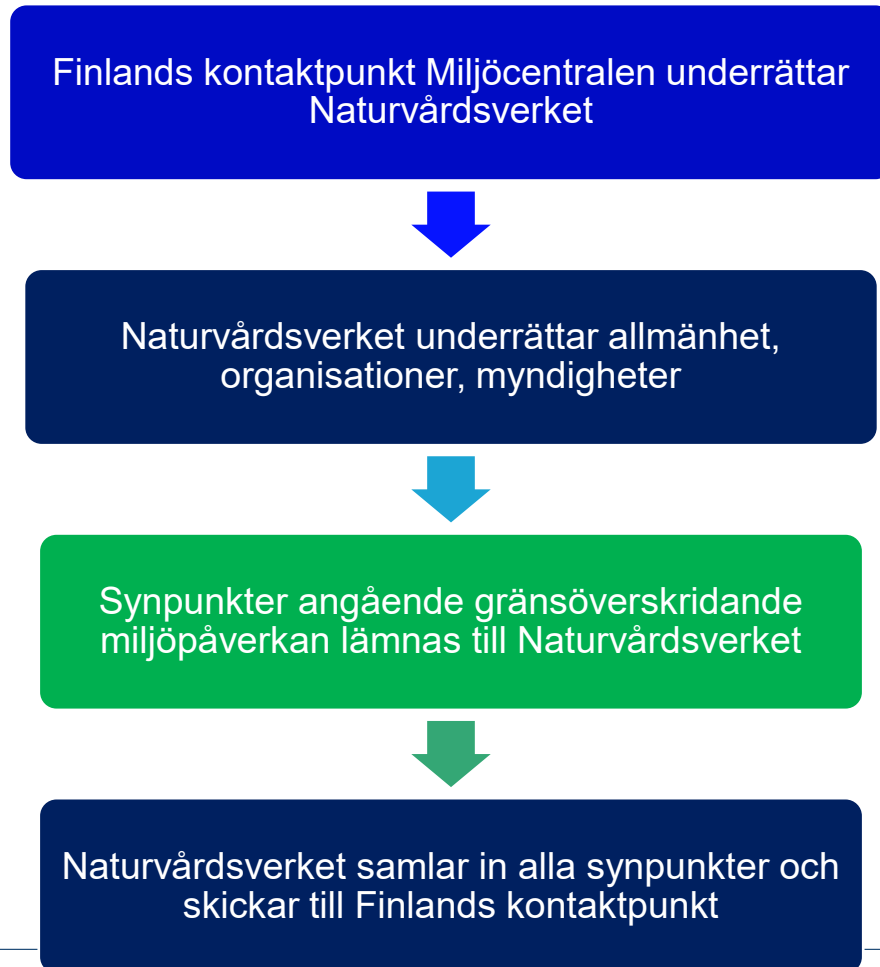 Finlands kontaktpunkt Miljöcentralen underrättar
Naturvårdsverket
Naturvårdsverket underrättar allmänhet,
organisationer, myndigheter
Synpunkter angående gränsöverskridande
miljöpåverkan lämnas till Naturvårdsverket
Naturvårdsverket samlar in alla synpunkter och
skickar till Finlands kontaktpunkt